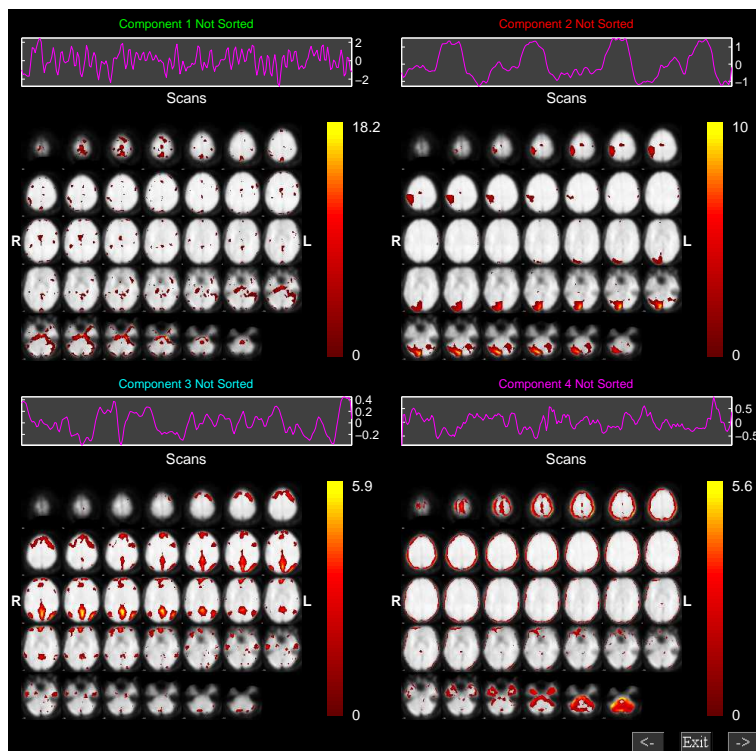 Component 1 Not Sorted
2
0
−2
Scans
18.2
R
0
Component 2 Not Sorted
1
0
−1
Scans
10
L
0
Component 3 Not Sorted
0.4
0.2
0
−0.2
Scans
5.9
R
L
0
Component 4 Not Sorted
0.5
0
−0.5
Scans
5.6
R
L
0
<-
Exit
->